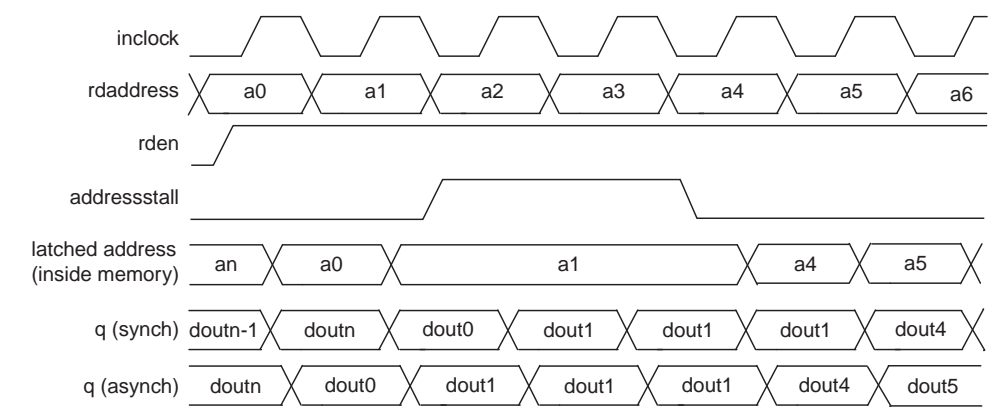 inclock
rdaddress a0 a1 a2 a3 a4 a5 a6
rden
addressstall
latched address
(inside memory) an a0 a1 a4 a5
q (synch) doutn-1 doutn dout0 dout1 dout1 dout1 dout4
q (asynch) doutn dout0 dout1 dout1 dout1 dout4 dout5